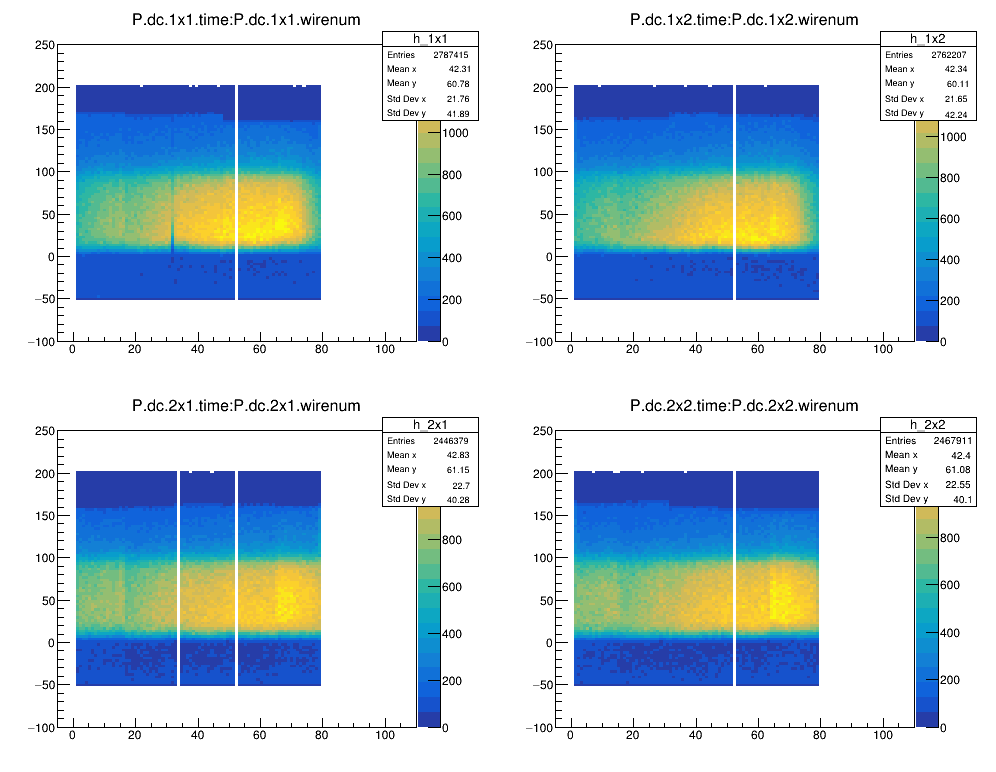 P.dc.1x1.time:P.dc.1x1.wirenum
h_1x1
Entries 2787415
Mean x 42.31
Mean y 60.78
Std Dev x 21.76
Std Dev y 41.89
250
200
150
100
50
0
−50
−100
0 20 40 60 80 100
1000
800
600
400
200
0
P.dc.1x2.time:P.dc.1x2.wirenum
h_1x2
Entries 2762207
Mean x 42.34
Mean y 60.11
Std Dev x 21.65
Std Dev y 42.24
250
200
150
100
50
0
−50
−100
0 20 40 60 80 100
1000
800
600
400
200
0
P.dc.2x1.time:P.dc.2x1.wirenum
h_2x1
Entries 2446379
Mean x 42.83
Mean y 61.15
Std Dev x 22.7
Std Dev y 40.28
250
200
150
100
50
0
−50
−100
0 20 40 60 80 100
800
600
400
200
0
P.dc.2x2.time:P.dc.2x2.wirenum
h_2x2
Entries 2467911
Mean x 42.4
Mean y 61.08
Std Dev x 22.55
Std Dev y 40.1
250
200
150
100
50
0
−50
−100
0 20 40 60 80 100
800
600
400
200
0